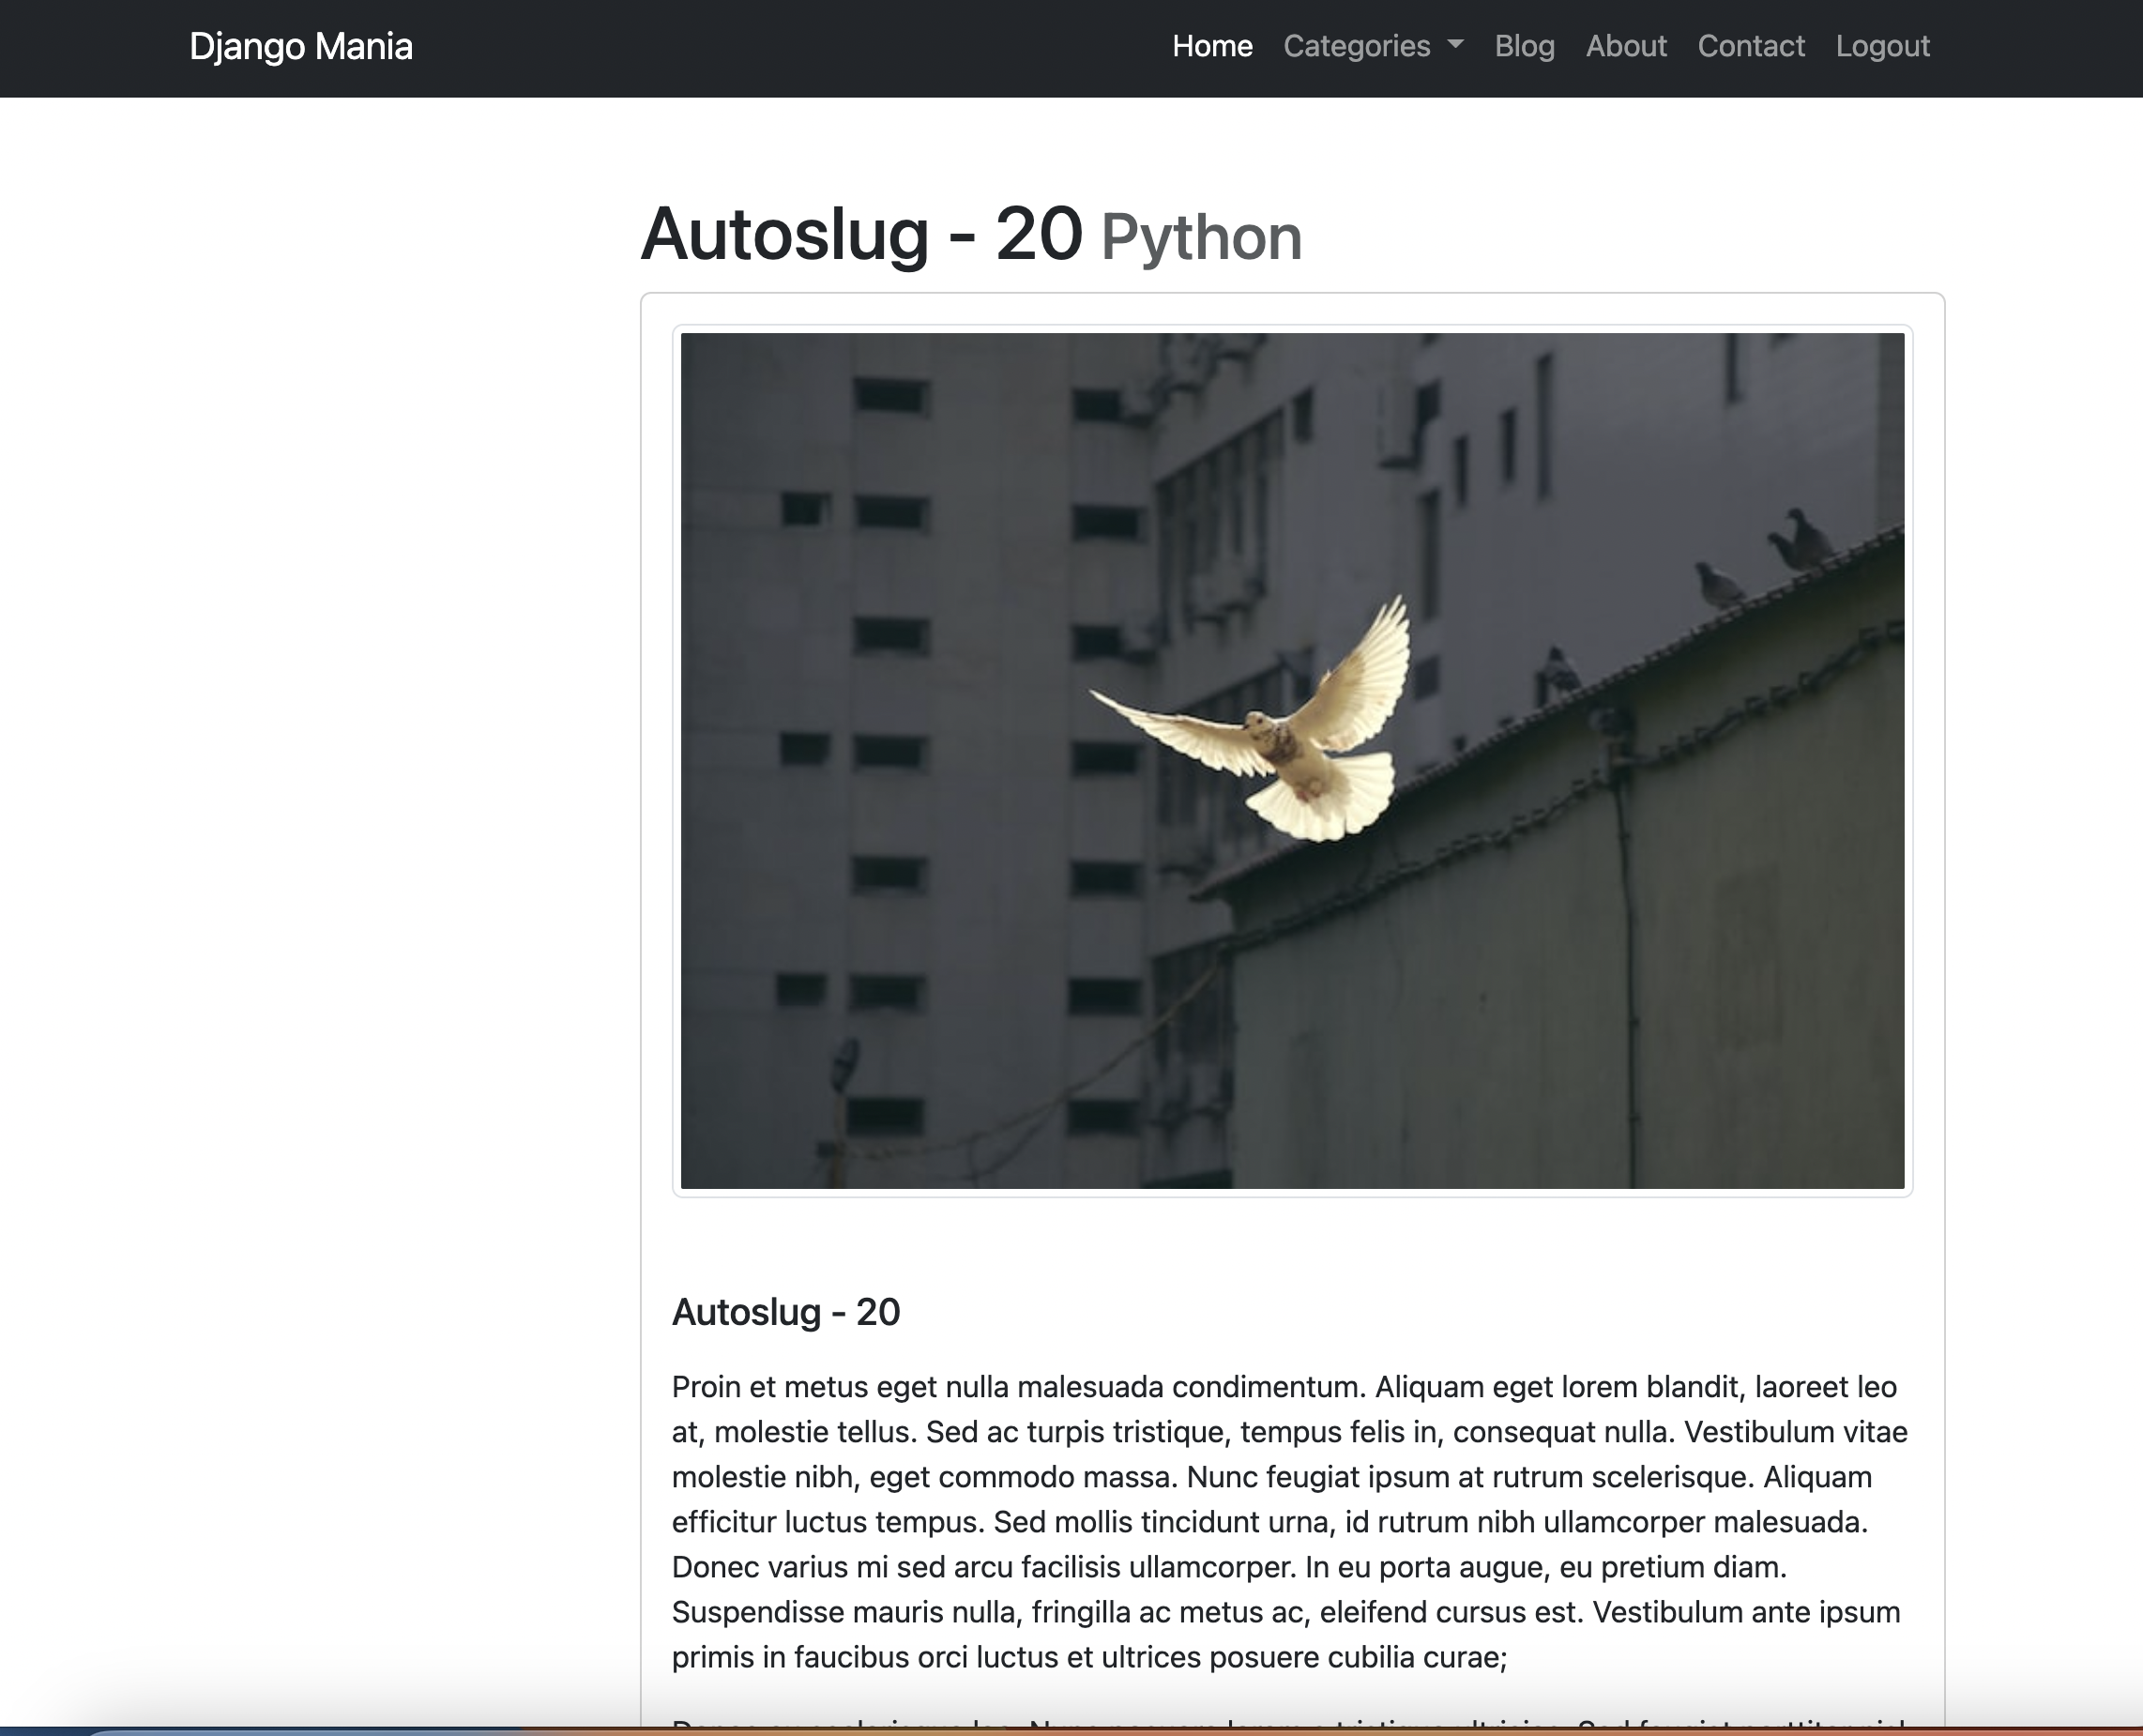 Django Mania
Home Categories Blog About Contact Logout
Autoslug - 20 Python
Autoslug - 20
Proin et metus eget nulla malesuada condimentum. Aliquam eget lorem blandit, laoreet leo
at, molestie tellus. Sed ac turpis tristique, tempus felis in, consequat nulla. Vestibulum vitae
molestie nibh, eget commodo massa. Nunc feugiat ipsum at rutrum scelerisque. Aliquam
efficitur luctus tempus. Sed mollis tincidunt urna, id rutrum nibh ullamcorper malesuada.
Donec varius mi sed arcu facilisis ullamcorper. In eu porta augue, eu pretium diam.
Suspendisse mauris nulla, fringilla ac metus ac, eleifend cursus est. Vestibulum ante ipsum
primis in faucibus orci luctus et ultrices posuere cubilia curae;